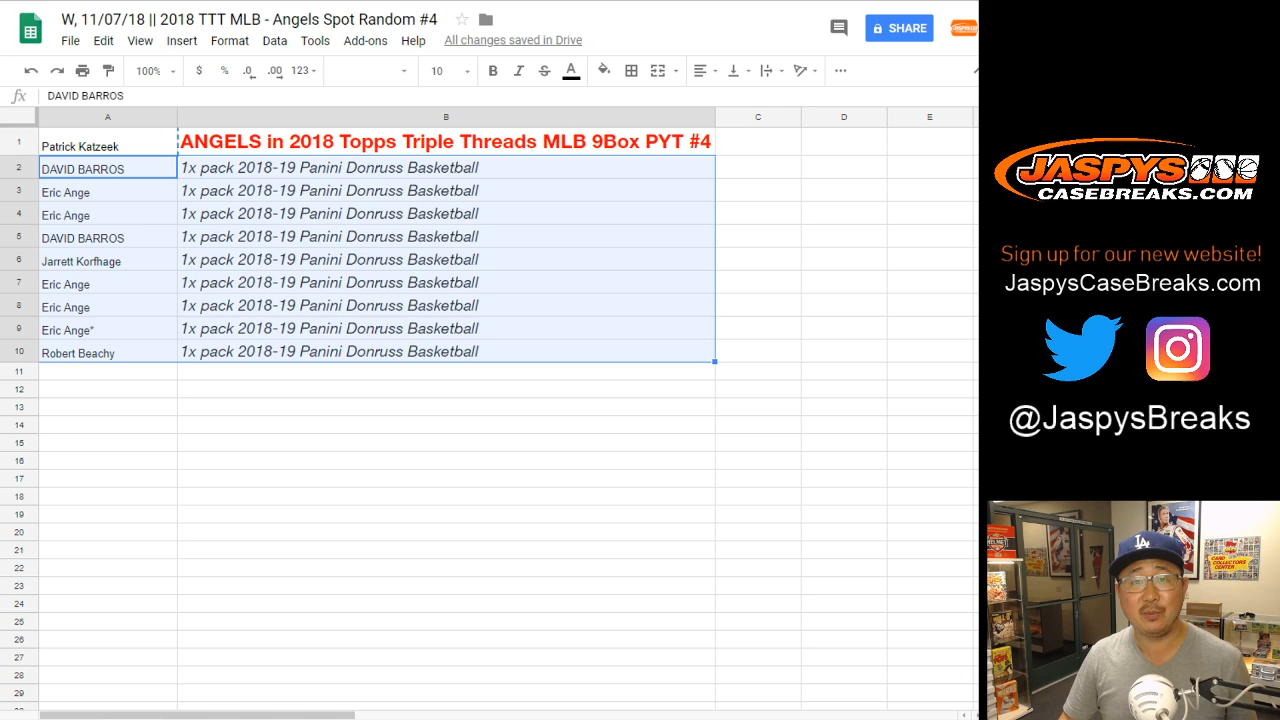 W, 11/07/18 || 2018 TTT MLB - Angels Spot Random #4
File Edit View Insert Format Data Tools Add-ons Help All changes saved in Drive
SHARE
100% $ % .0 .00 123 10 B I S A
fx DAVID BARROS
A B C D E
1 Patrick Katzeek ANGELS in 2018 Topps Triple Threads MLB 9Box PYT #4
2 DAVID BARROS 1x pack 2018-19 Panini Donruss Basketball
3 Eric Ange 1x pack 2018-19 Panini Donruss Basketball
4 Eric Ange 1x pack 2018-19 Panini Donruss Basketball
5 DAVID BARROS 1x pack 2018-19 Panini Donruss Basketball
6 Jarrett Korfhage 1x pack 2018-19 Panini Donruss Basketball
7 Eric Ange 1x pack 2018-19 Panini Donruss Basketball
8 Eric Ange 1x pack 2018-19 Panini Donruss Basketball
9 Eric Ange* 1x pack 2018-19 Panini Donruss Basketball
10 Robert Beachy 1x pack 2018-19 Panini Donruss Basketball
11
12
13
14
15
16
17
18
19
20
21
22
23
24
25
26
27
28
29
JASPYS
CASEBREAKS.COM
Sign up for our new website!
JaspysCaseBreaks.com
@JaspysBreaks
LA
CARD
COLLECTORS
CENTER